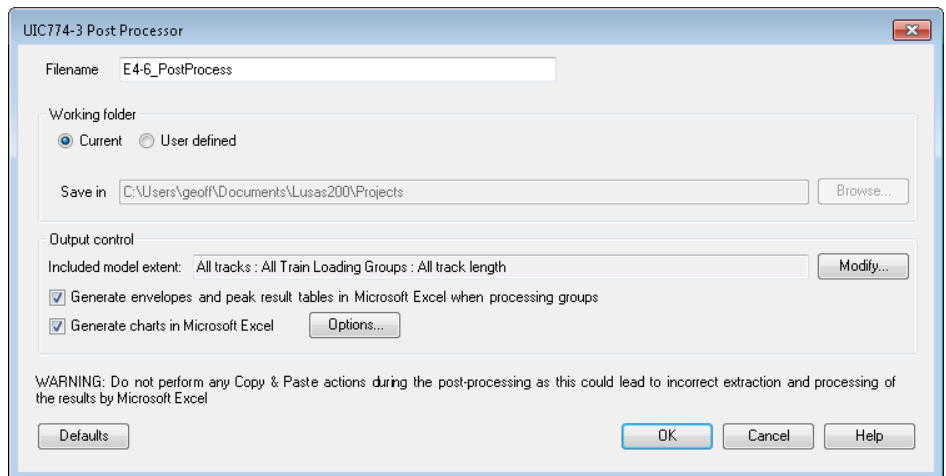 UIC774-3 Post Processor
Filename E4-6_PostProcess
Working folder
Current User defined
Save in C:\Users\geoff\Documents\Lusas200\Projects Browse...
Output control
Included model extent: All tracks : All Train Loading Groups : All track length Modify...
Generate envelopes and peak result tables in Microsoft Excel when processing groups
Generate charts in Microsoft Excel Options...
WARNING: Do not perform any Copy & Paste actions during the post-processing as this could lead to incorrect extraction and processing of
the results by Microsoft Excel
Defaults OK Cancel Help